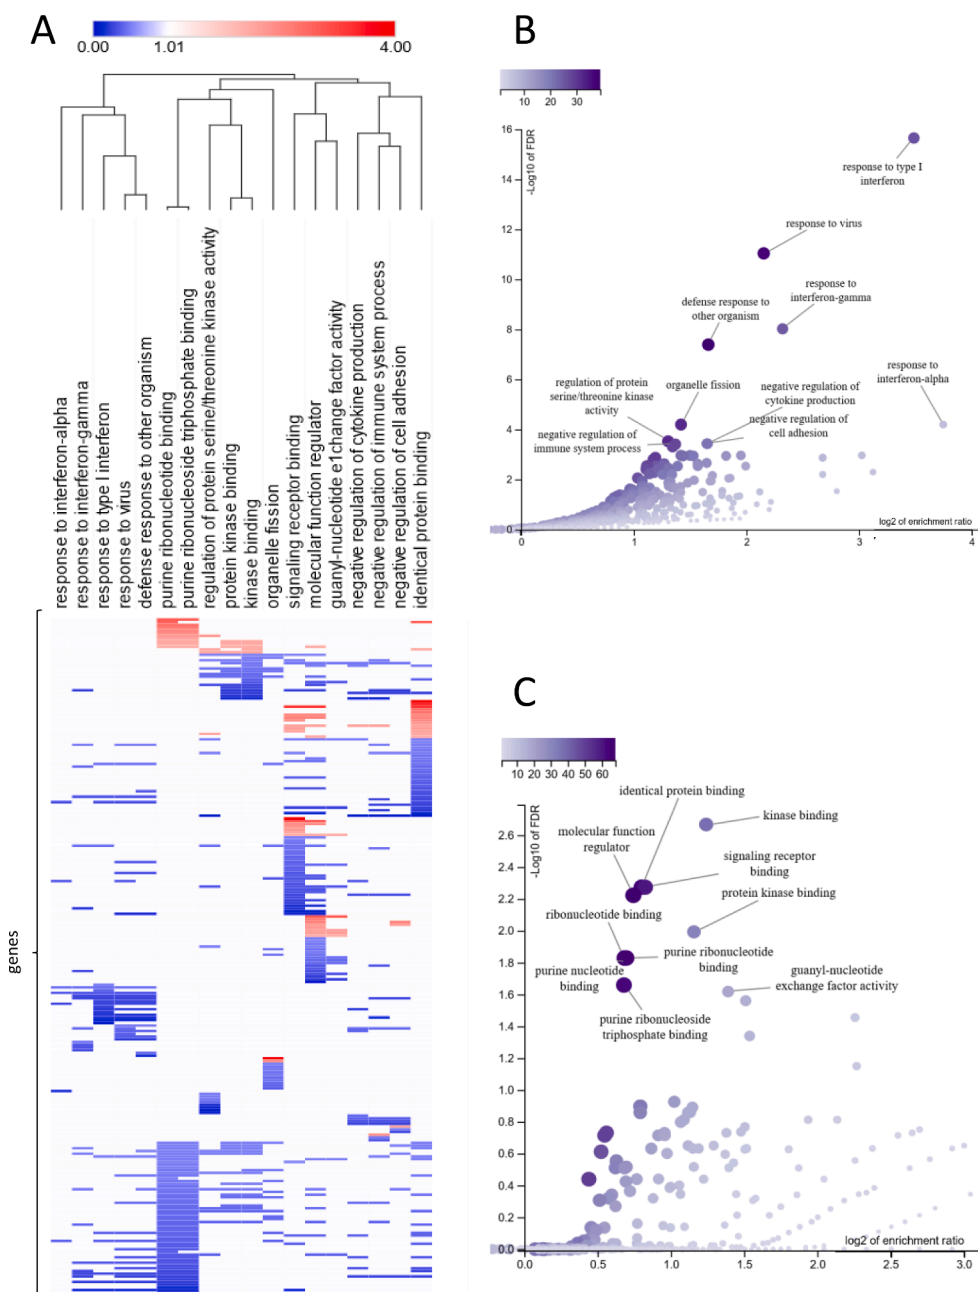 A
0.00 1.01 4.00
response to interferon-alpha
response to interferon-gamma
response to type I interferon
response to virus
defense response to other organism
purine ribonucleotide binding
purine ribonucleoside triphosphate binding
regulation of protein serine/threonine kinase activity
protein kinase binding
kinase binding
organelle fission
signaling receptor binding
molecular function regulator
guanyl-nucleotide e1change factor activity
negative regulation of cytokine production
negative regulation of immune system process
negative regulation of cell adhesion
identical protein binding
genes
B
10 20 30
-Log10 of FDR
16
14
12
10
8
6
4
2
0
0 1 2 3 4
log2 of enrichment ratio
response to type I
interferon
response to virus
response to
interferon-gamma
defense response to
other organism
response to
interferon-alpha
regulation of protein
serine/threonine kinase
activity
organelle fission
negative regulation of
cytokine production
negative regulation of
cell adhesion
negative regulation of
immune system process
C
10 20 30 40 50 60
-Log10 of FDR
2.6
2.4
2.2
2.0
1.8
1.6
1.4
1.2
1.0
0.8
0.6
0.4
0.2
0.0
0.0 0.5 1.0 1.5 2.0 2.5 3.0
log2 of enrichment ratio
identical protein binding
kinase binding
molecular function
regulator
signaling receptor
binding
protein kinase binding
ribonucleotide binding
purine ribonucleotide
binding
purine nucleotide
binding
guanyl-nucleotide
exchange factor activity
purine ribonucleoside
triphosphate binding